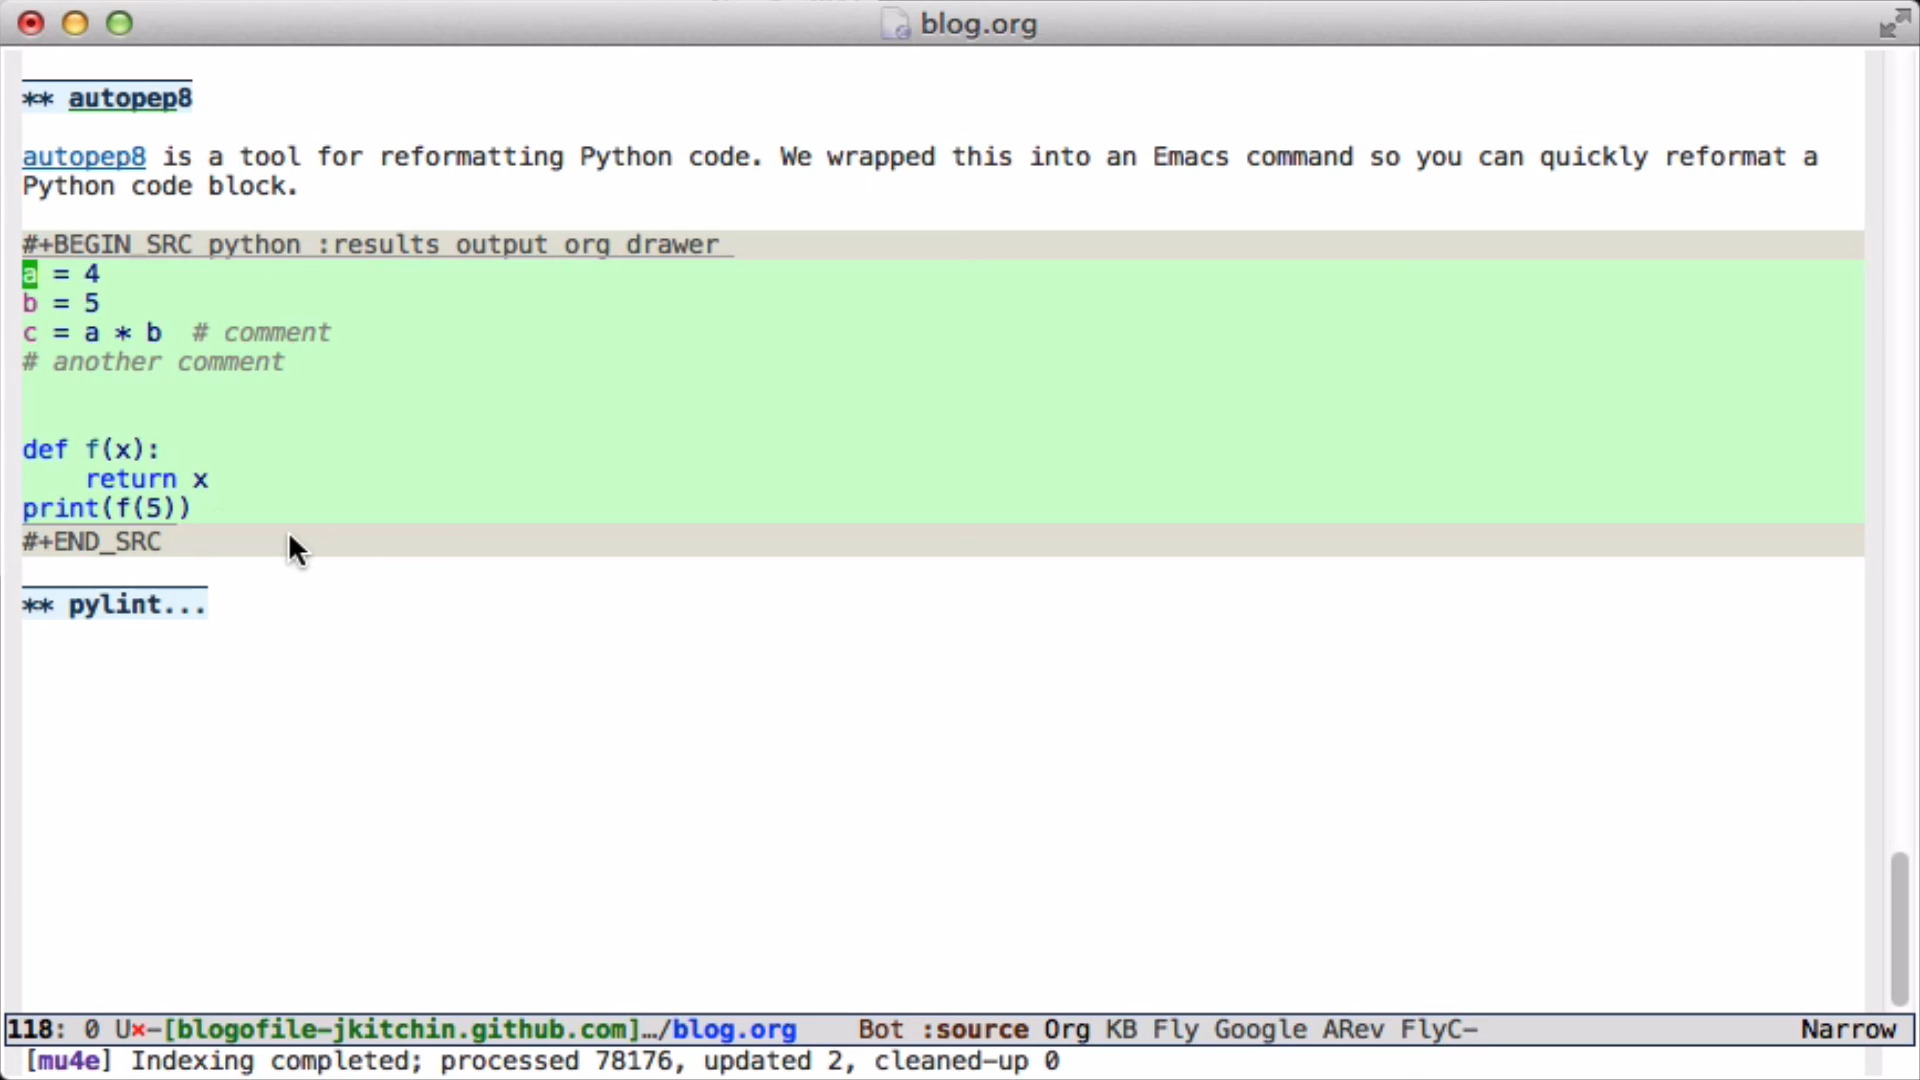 blog.org
** autopep8
autopep8 is a tool for reformatting Python code. We wrapped this into an Emacs command so you can quickly reformat a
Python code block.
#+BEGIN_SRC python :results output org drawer
a = 4
b = 5
c = a * b  # comment
# another comment
def f(x):
    return x
print(f(5))
#+END_SRC
** pylint...
118: 0 U×-[blogofile-jkitchin.github.com]…/blog.org    Bot :source Org KB Fly Google ARev FlyC- Narrow
[mu4e] Indexing completed; processed 78176, updated 2, cleaned-up 0